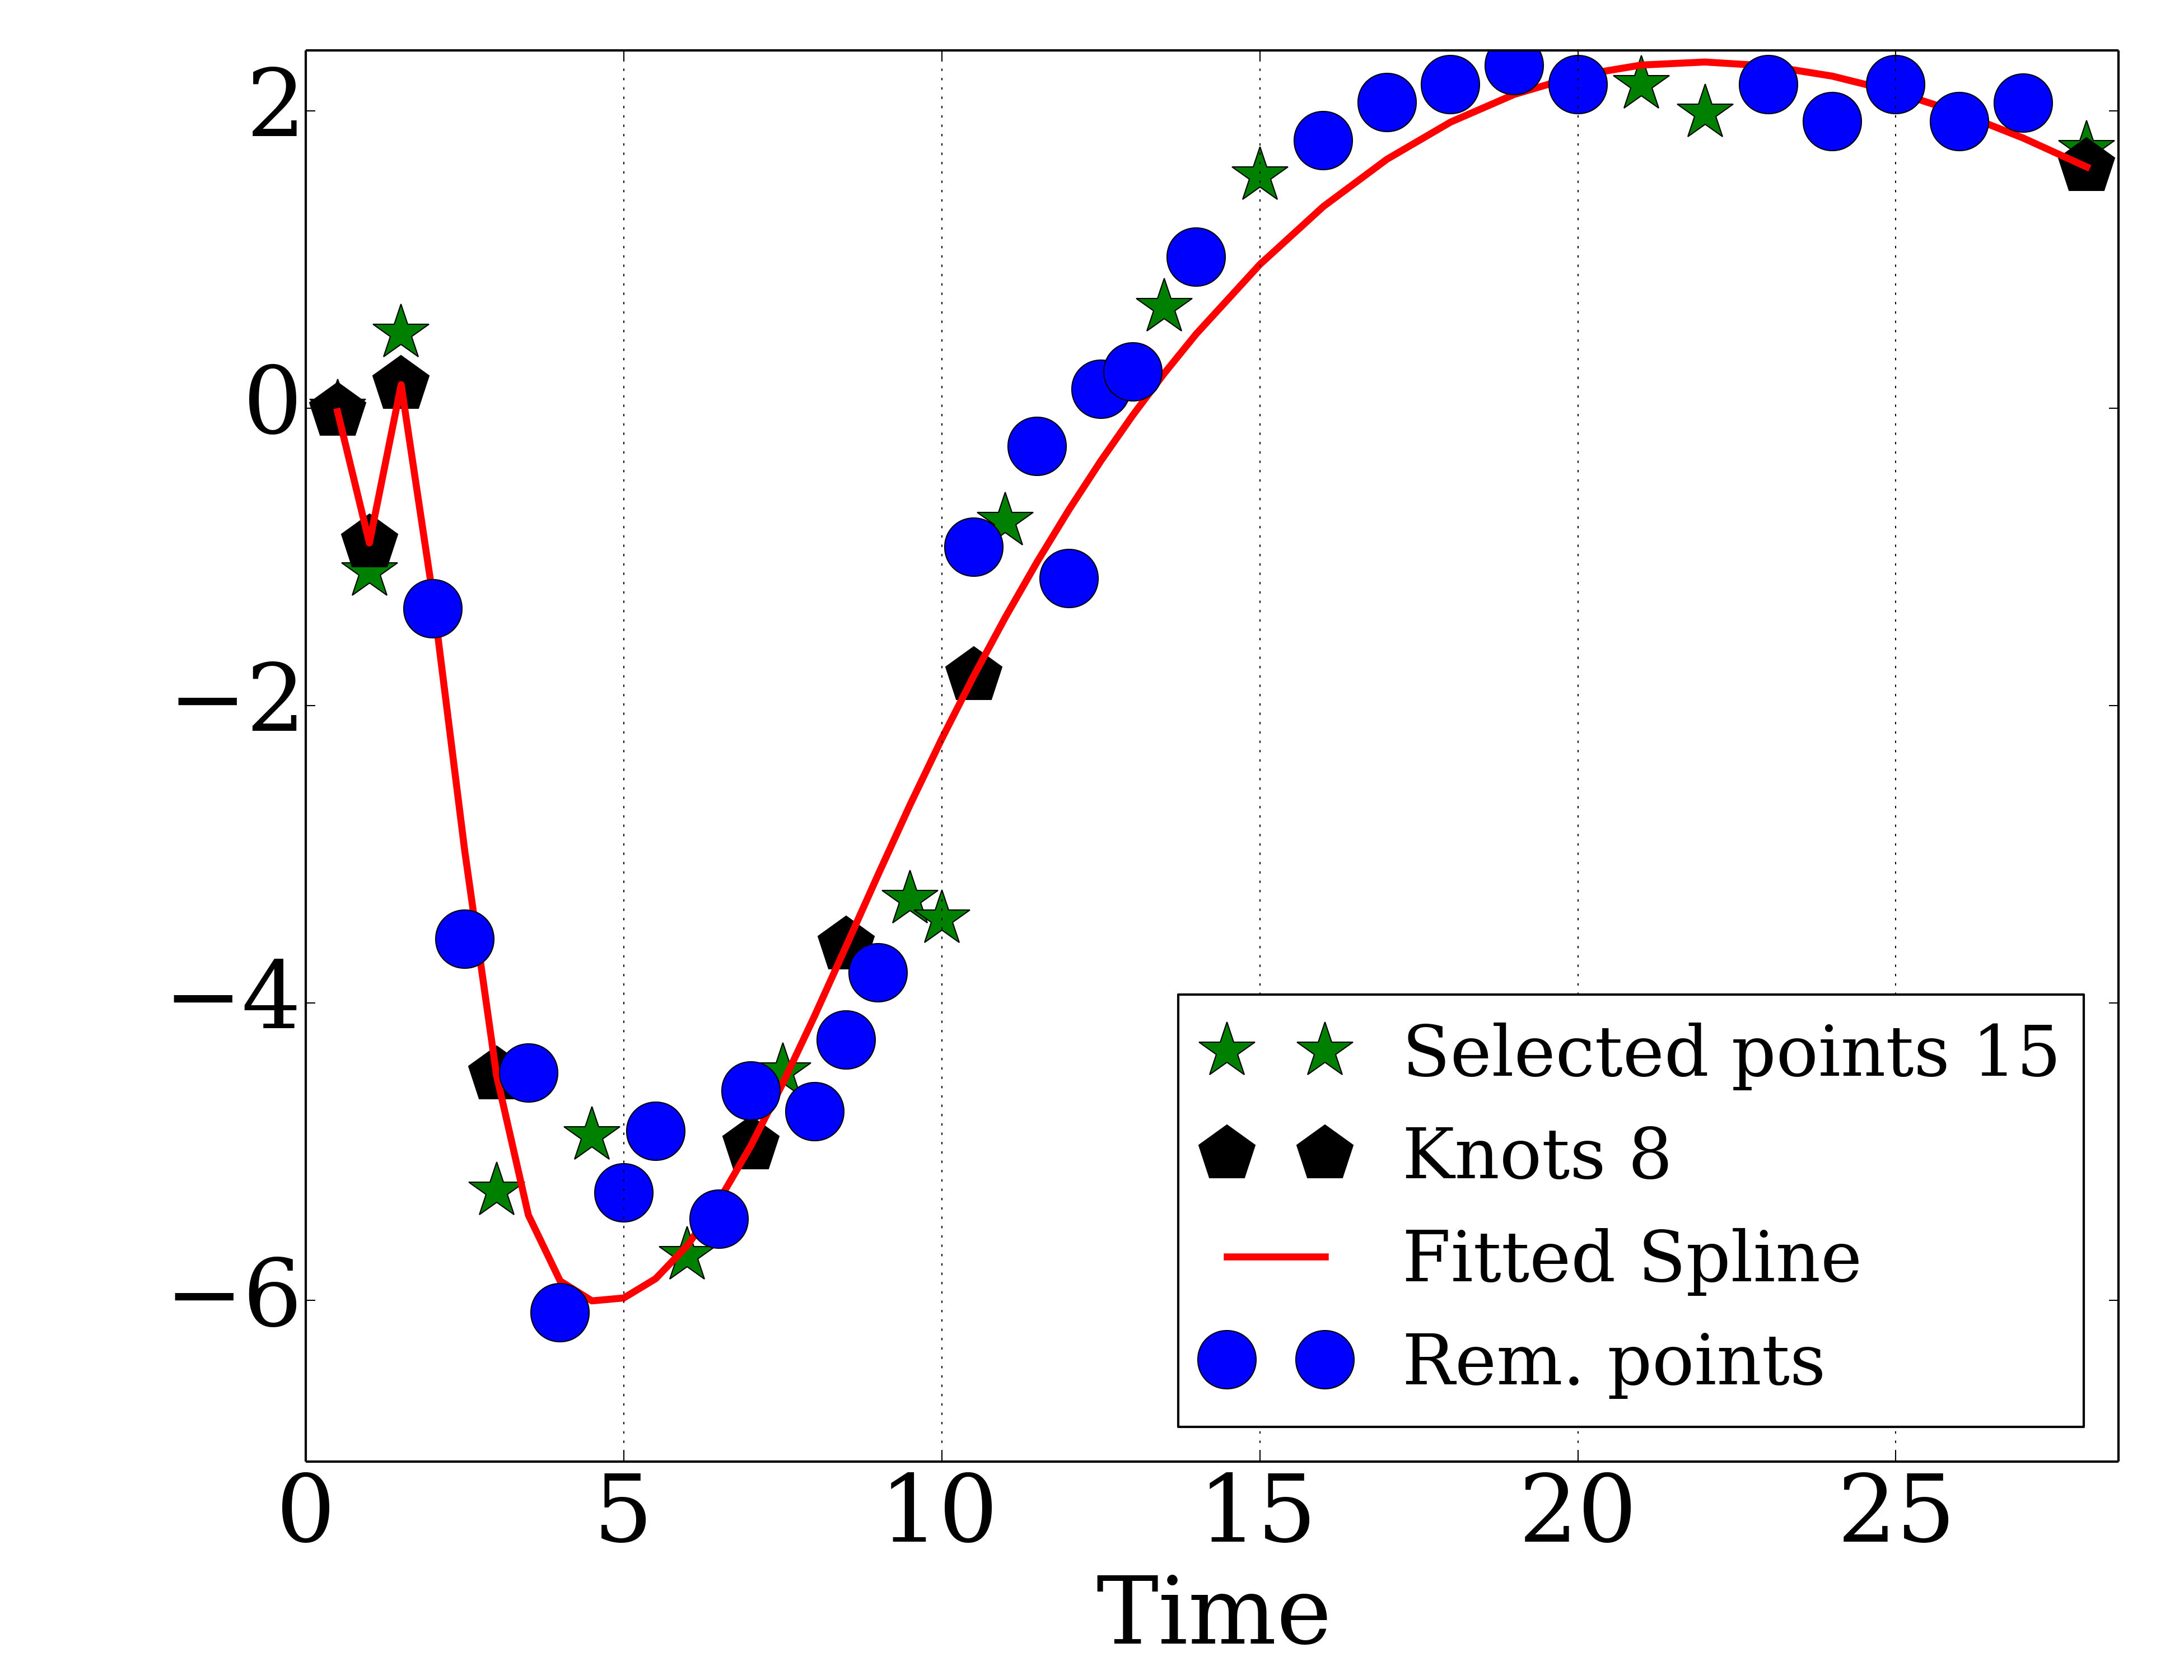 2
0
−2
−4
−6
Selected points 15
Knots 8
Fitted Spline
Rem. points
0 5 10 15 20 25
Time